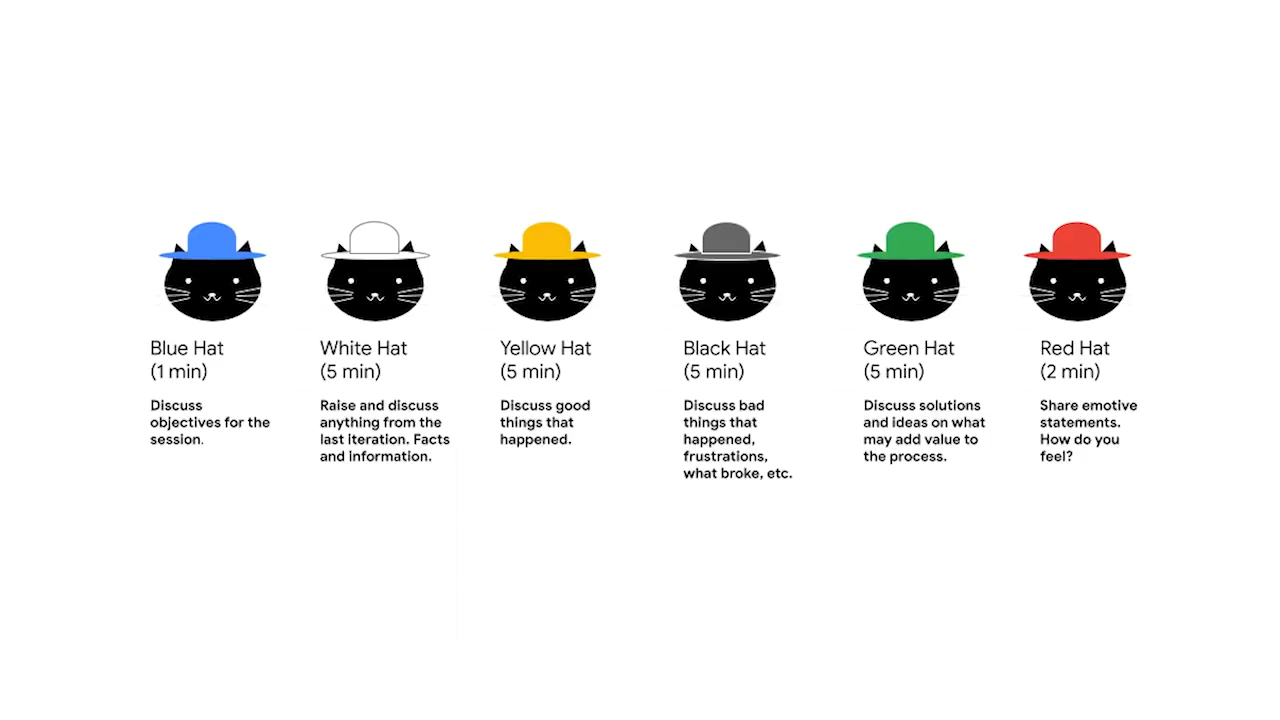 Blue Hat
(1 min)
Discuss
objectives for the
session.
White Hat
(5 min)
Raise and discuss
anything from the
last iteration. Facts
and information.
Yellow Hat
(5 min)
Discuss good
things that
happened.
Black Hat
(5 min)
Discuss bad
things that
happened,
frustrations,
what broke, etc.
Green Hat
(5 min)
Discuss solutions
and ideas on what
may add value to
the process.
Red Hat
(2 min)
Share emotive
statements.
How do you
feel?